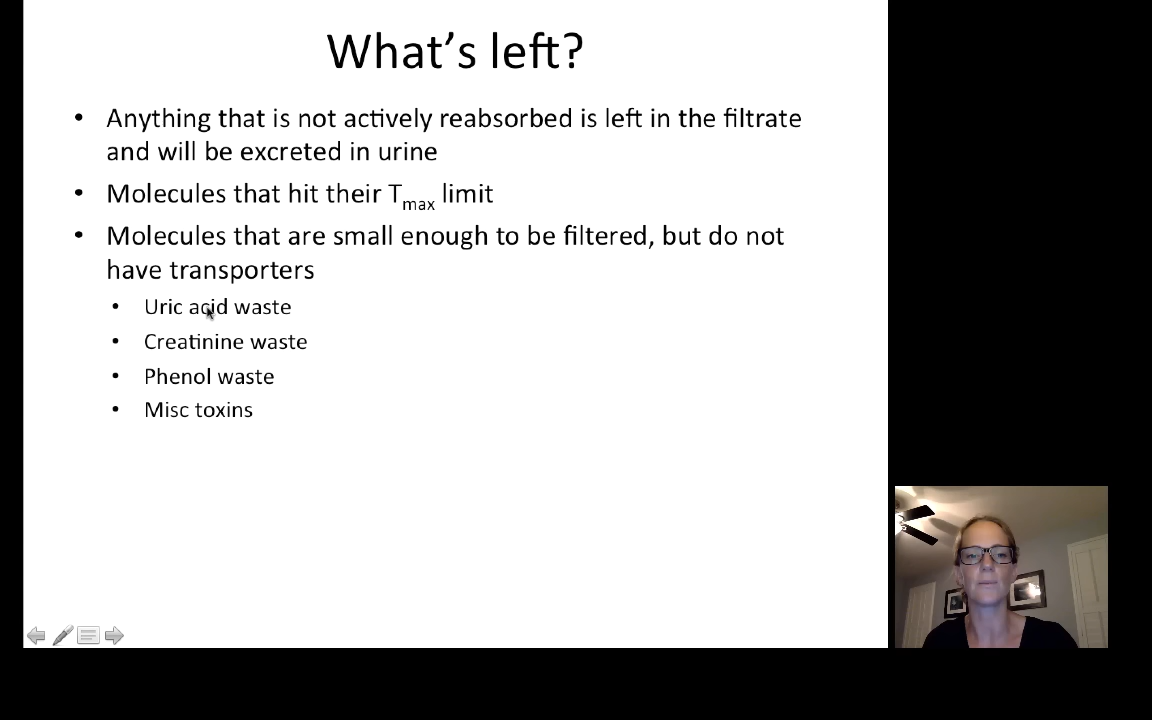 What's left?
• Anything that is not actively reabsorbed is left in the filtrate
and will be excreted in urine
• Molecules that hit their Tmax limit
• Molecules that are small enough to be filtered, but do not
have transporters
• Uric acid waste
• Creatinine waste
• Phenol waste
• Misc toxins